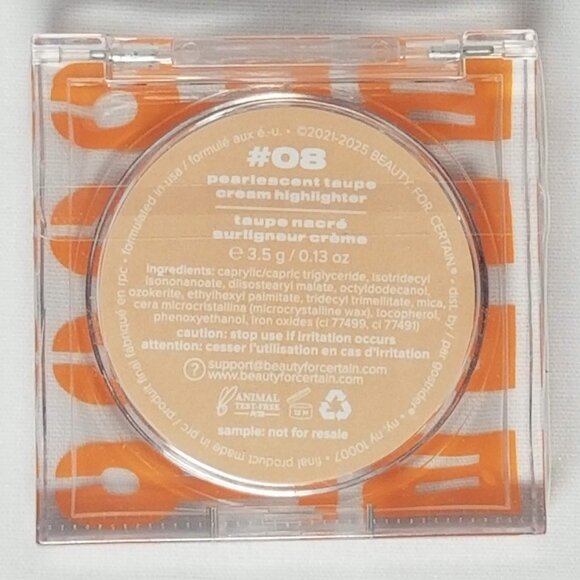 formulated in usa / formulé aux é.-u. • ©2021-2025 BEAUTY FOR CERTAIN® • dist by / par gostride® • ny, ny 10007 • final product made in prc / produit final fabriqué en rpc •
#08
pearlescent taupe
cream highlighter
taupe nacré
surligneur crème
℮ 3.5 g / 0.13 oz
ingredients: caprylic/capric triglyceride, isotridecyl
isononanoate, diisostearyl malate, octyldodecanol,
ozokerite, ethylhexyl palmitate, tridecyl trimellitate, mica,
cera microcristallina (microcrystalline wax), tocopherol,
phenoxyethanol, iron oxides (ci 77499, ci 77491)
caution: stop use if irritation occurs
attention: cesser l'utilisation en cas d'irritation
? support@beautyforcertain.com
www.beautyforcertain.com
ANIMAL
TEST-FREE
PETA
12 M
sample: not for resale